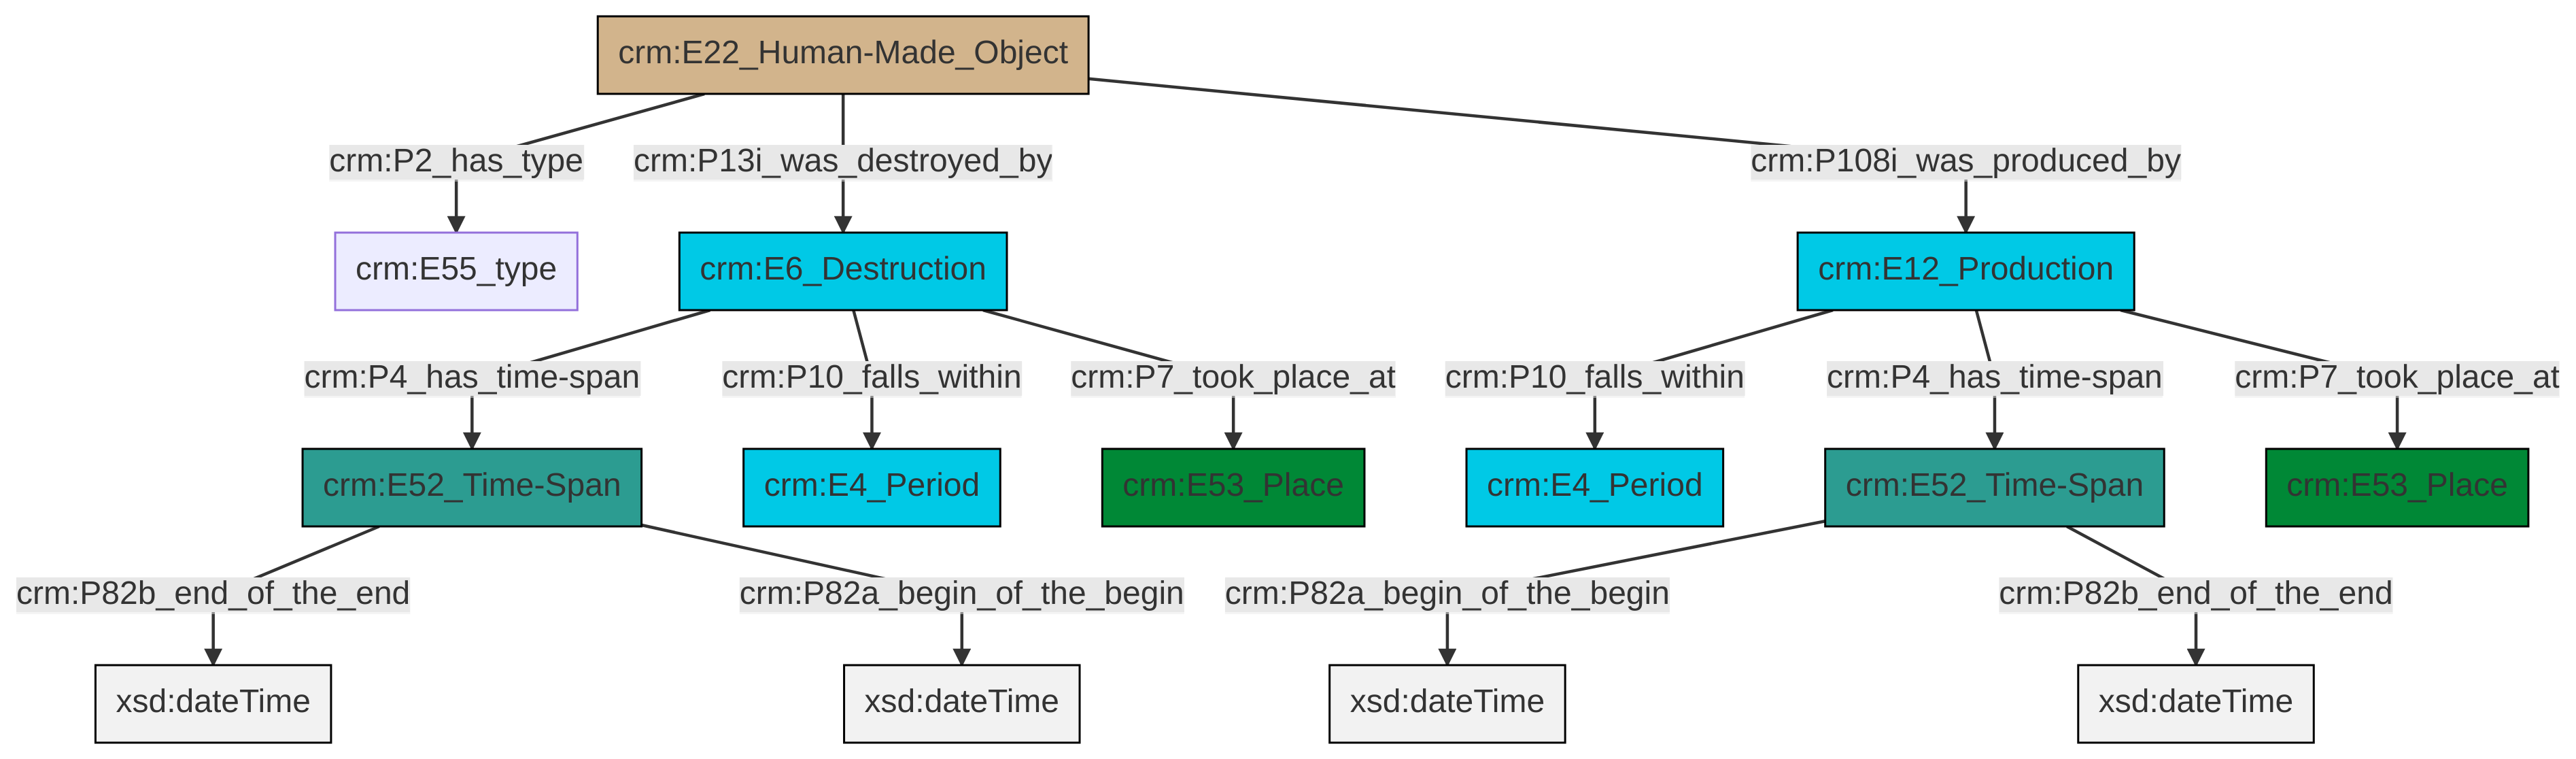 crm:E22_Human-Made_Object
crm:P2_has_type
crm:P13i_was_destroyed_by
crm:P108i_was_produced_by
crm:E55_type
crm:E6_Destruction
crm:E12_Production
crm:P4_has_time-span
crm:P10_falls_within
crm:P7_took_place_at
crm:P10_falls_within
crm:P4_has_time-span
crm:P7_took_place_at
crm:E52_Time-Span
crm:E4_Period
crm:E53_Place
crm:E4_Period
crm:E52_Time-Span
crm:E53_Place
crm:P82b_end_of_the_end
crm:P82a_begin_of_the_begin
crm:P82a_begin_of_the_begin
crm:P82b_end_of_the_end
xsd:dateTime
xsd:dateTime
xsd:dateTime
xsd:dateTime